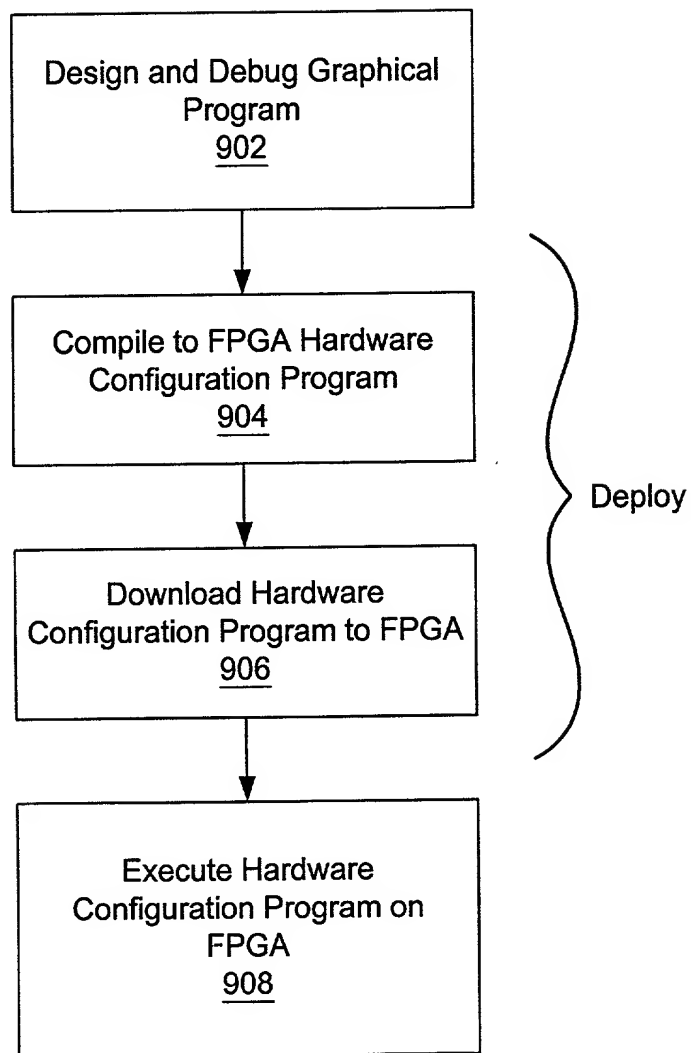 Design and Debug Graphical
Program
902
Compile to FPGA Hardware
Configuration Program
904
Deploy
Download Hardware
Configuration Program to FPGA
906
Execute Hardware
Configuration Program on
FPGA
908